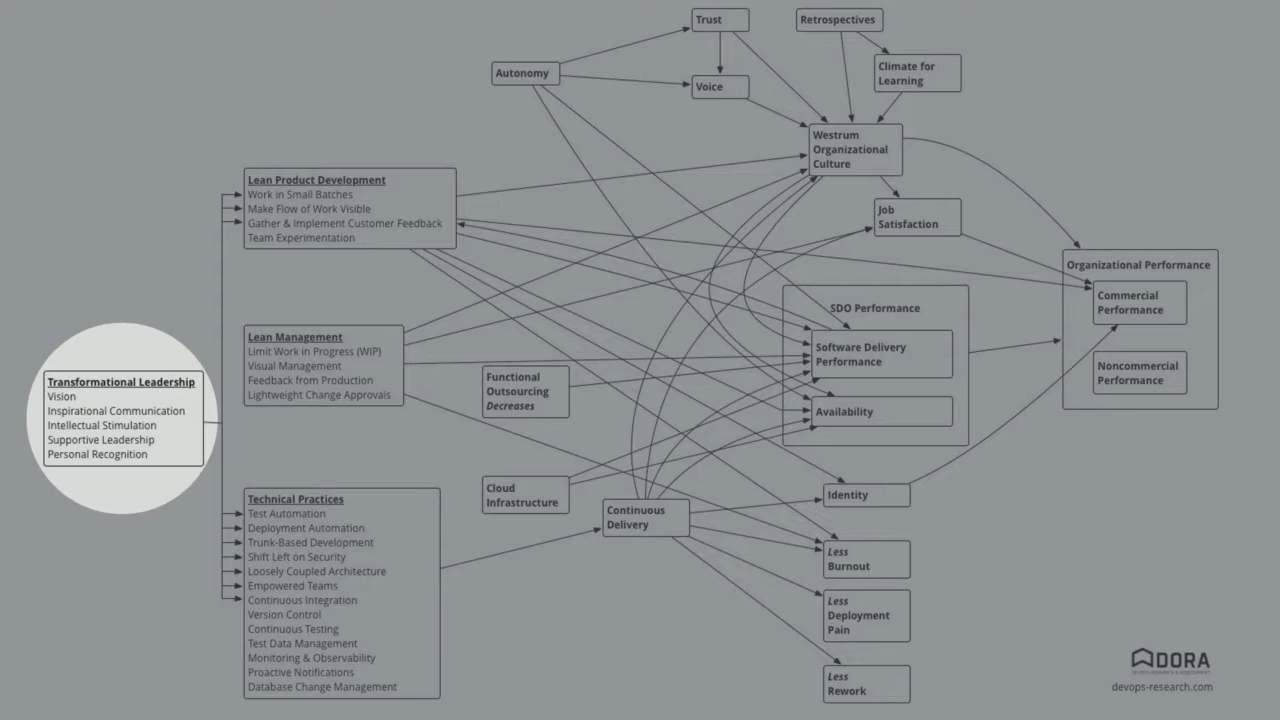 Trust
Retrospectives
Autonomy
Voice
Climate for
Learning
Westrum
Organizational
Culture
Job
Satisfaction
Lean Product Development
Work in Small Batches
Make Flow of Work Visible
Gather & Implement Customer Feedback
Team Experimentation
Organizational Performance
Commercial
Performance
Noncommercial
Performance
SDO Performance
Software Delivery
Performance
Availability
Lean Management
Limit Work in Progress (WIP)
Visual Management
Feedback from Production
Lightweight Change Approvals
Functional
Outsourcing
Decreases
Transformational Leadership
Vision
Inspirational Communication
Intellectual Stimulation
Supportive Leadership
Personal Recognition
Cloud
Infrastructure
Continuous
Delivery
Identity
Less
Burnout
Less
Deployment
Pain
Less
Rework
Technical Practices
Test Automation
Deployment Automation
Trunk-Based Development
Shift Left on Security
Loosely Coupled Architecture
Empowered Teams
Continuous Integration
Version Control
Continuous Testing
Test Data Management
Monitoring & Observability
Proactive Notifications
Database Change Management
DORA
devops-research.com